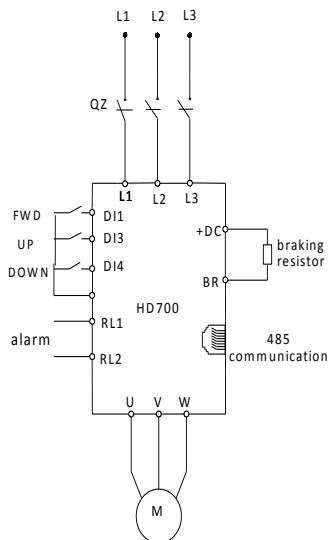 L1 L2 L3
QZ
L1 L2 L3
FWD DI1
+DC
UP DI3
braking
resistor
DOWN DI4
BR
HD700
RL1
alarm
485
communication
RL2
U V W
M